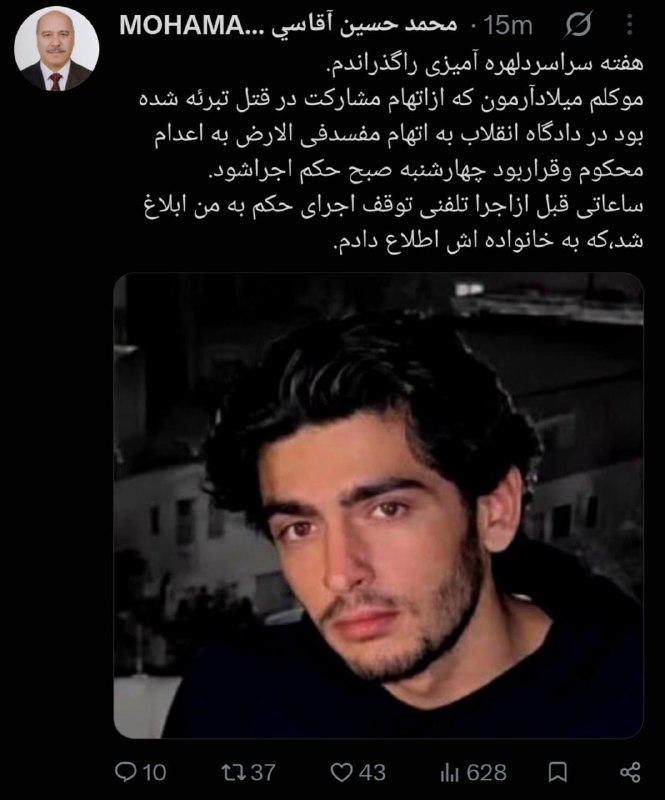 MOHAMA... محمد حسين آقاسي · 15m
هفته سراسردلهره آمیزی راگذراندم.
موکلم میلادآرمون که ازاتهام مشارکت در قتل تبرئه شده
بود در دادگاه انقلاب به اتهام مفسدفی الارض به اعدام
محکوم وقراربود چهارشنبه صبح حکم اجراشود.
ساعاتی قبل ازاجرا تلفنی توقف اجرای حکم به من ابلاغ
شد،که به خانواده اش اطلاع دادم.
10 37 43 628